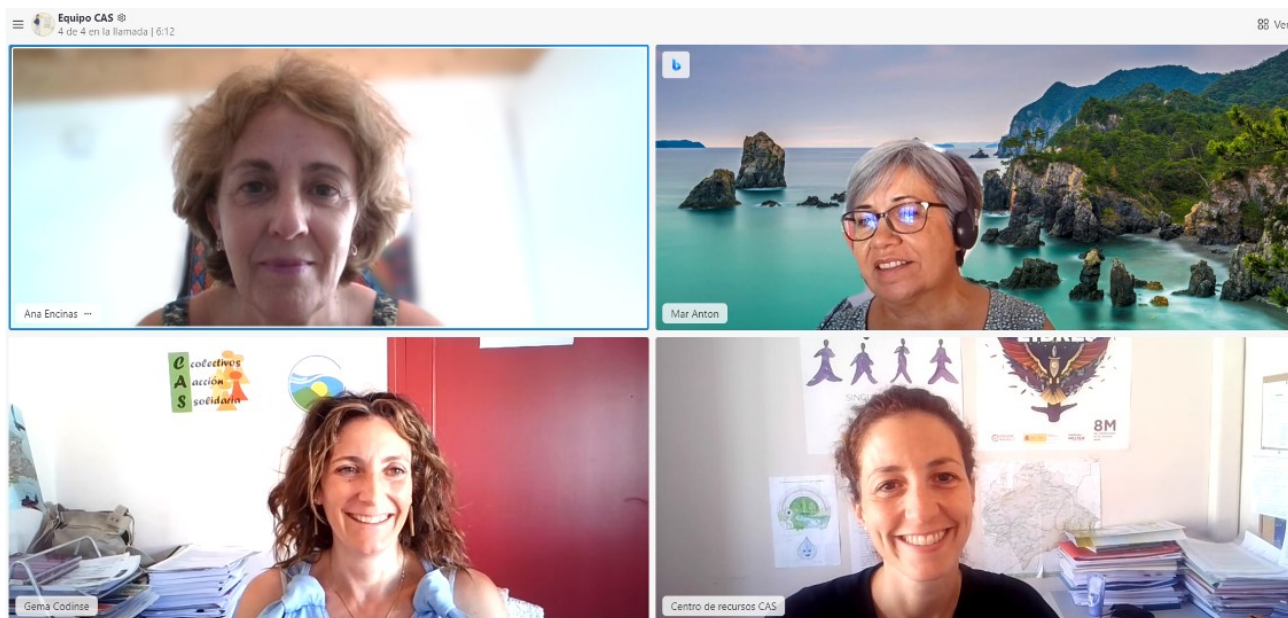 Equipo CAS
4 de 4 en la llamada | 6:12
Ver
Ana Encinas
Mar Anton
C colectivos
A acción
S solidaria
8M
Gema Codinse
Centro de recursos CAS